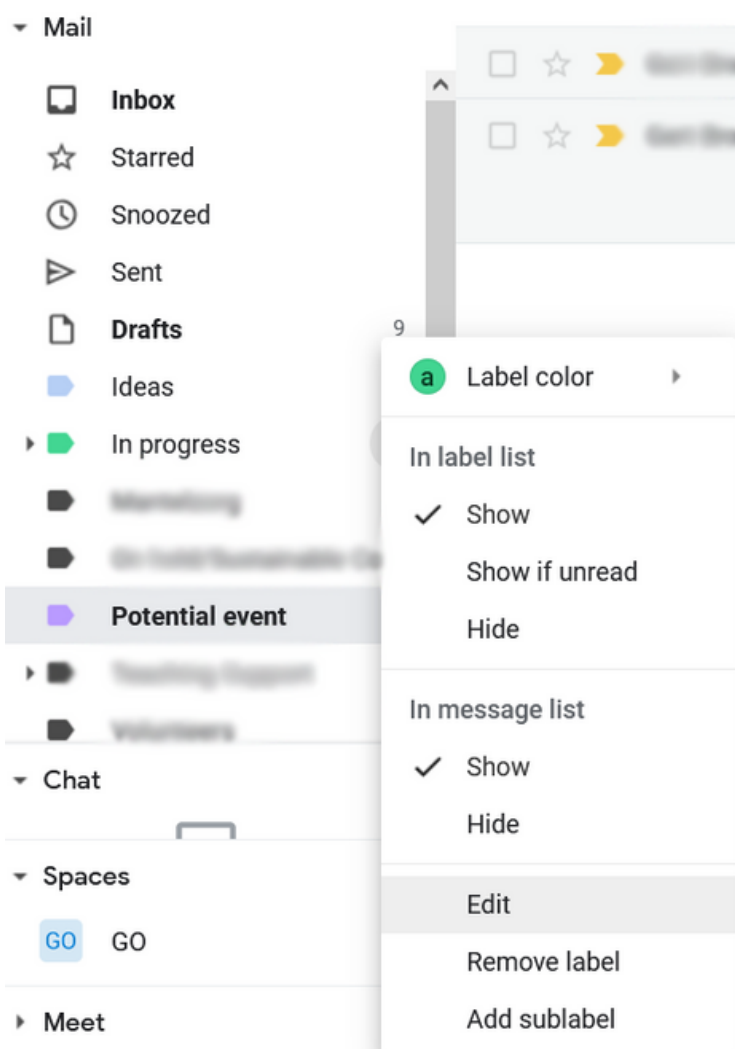 Mail
Inbox
Starred
Snoozed
Sent
Drafts 9
Ideas
In progress
Potential event
Chat
Spaces
GO GO
Meet
a Label color
In label list
Show
Show if unread
Hide
In message list
Show
Hide
Edit
Remove label
Add sublabel